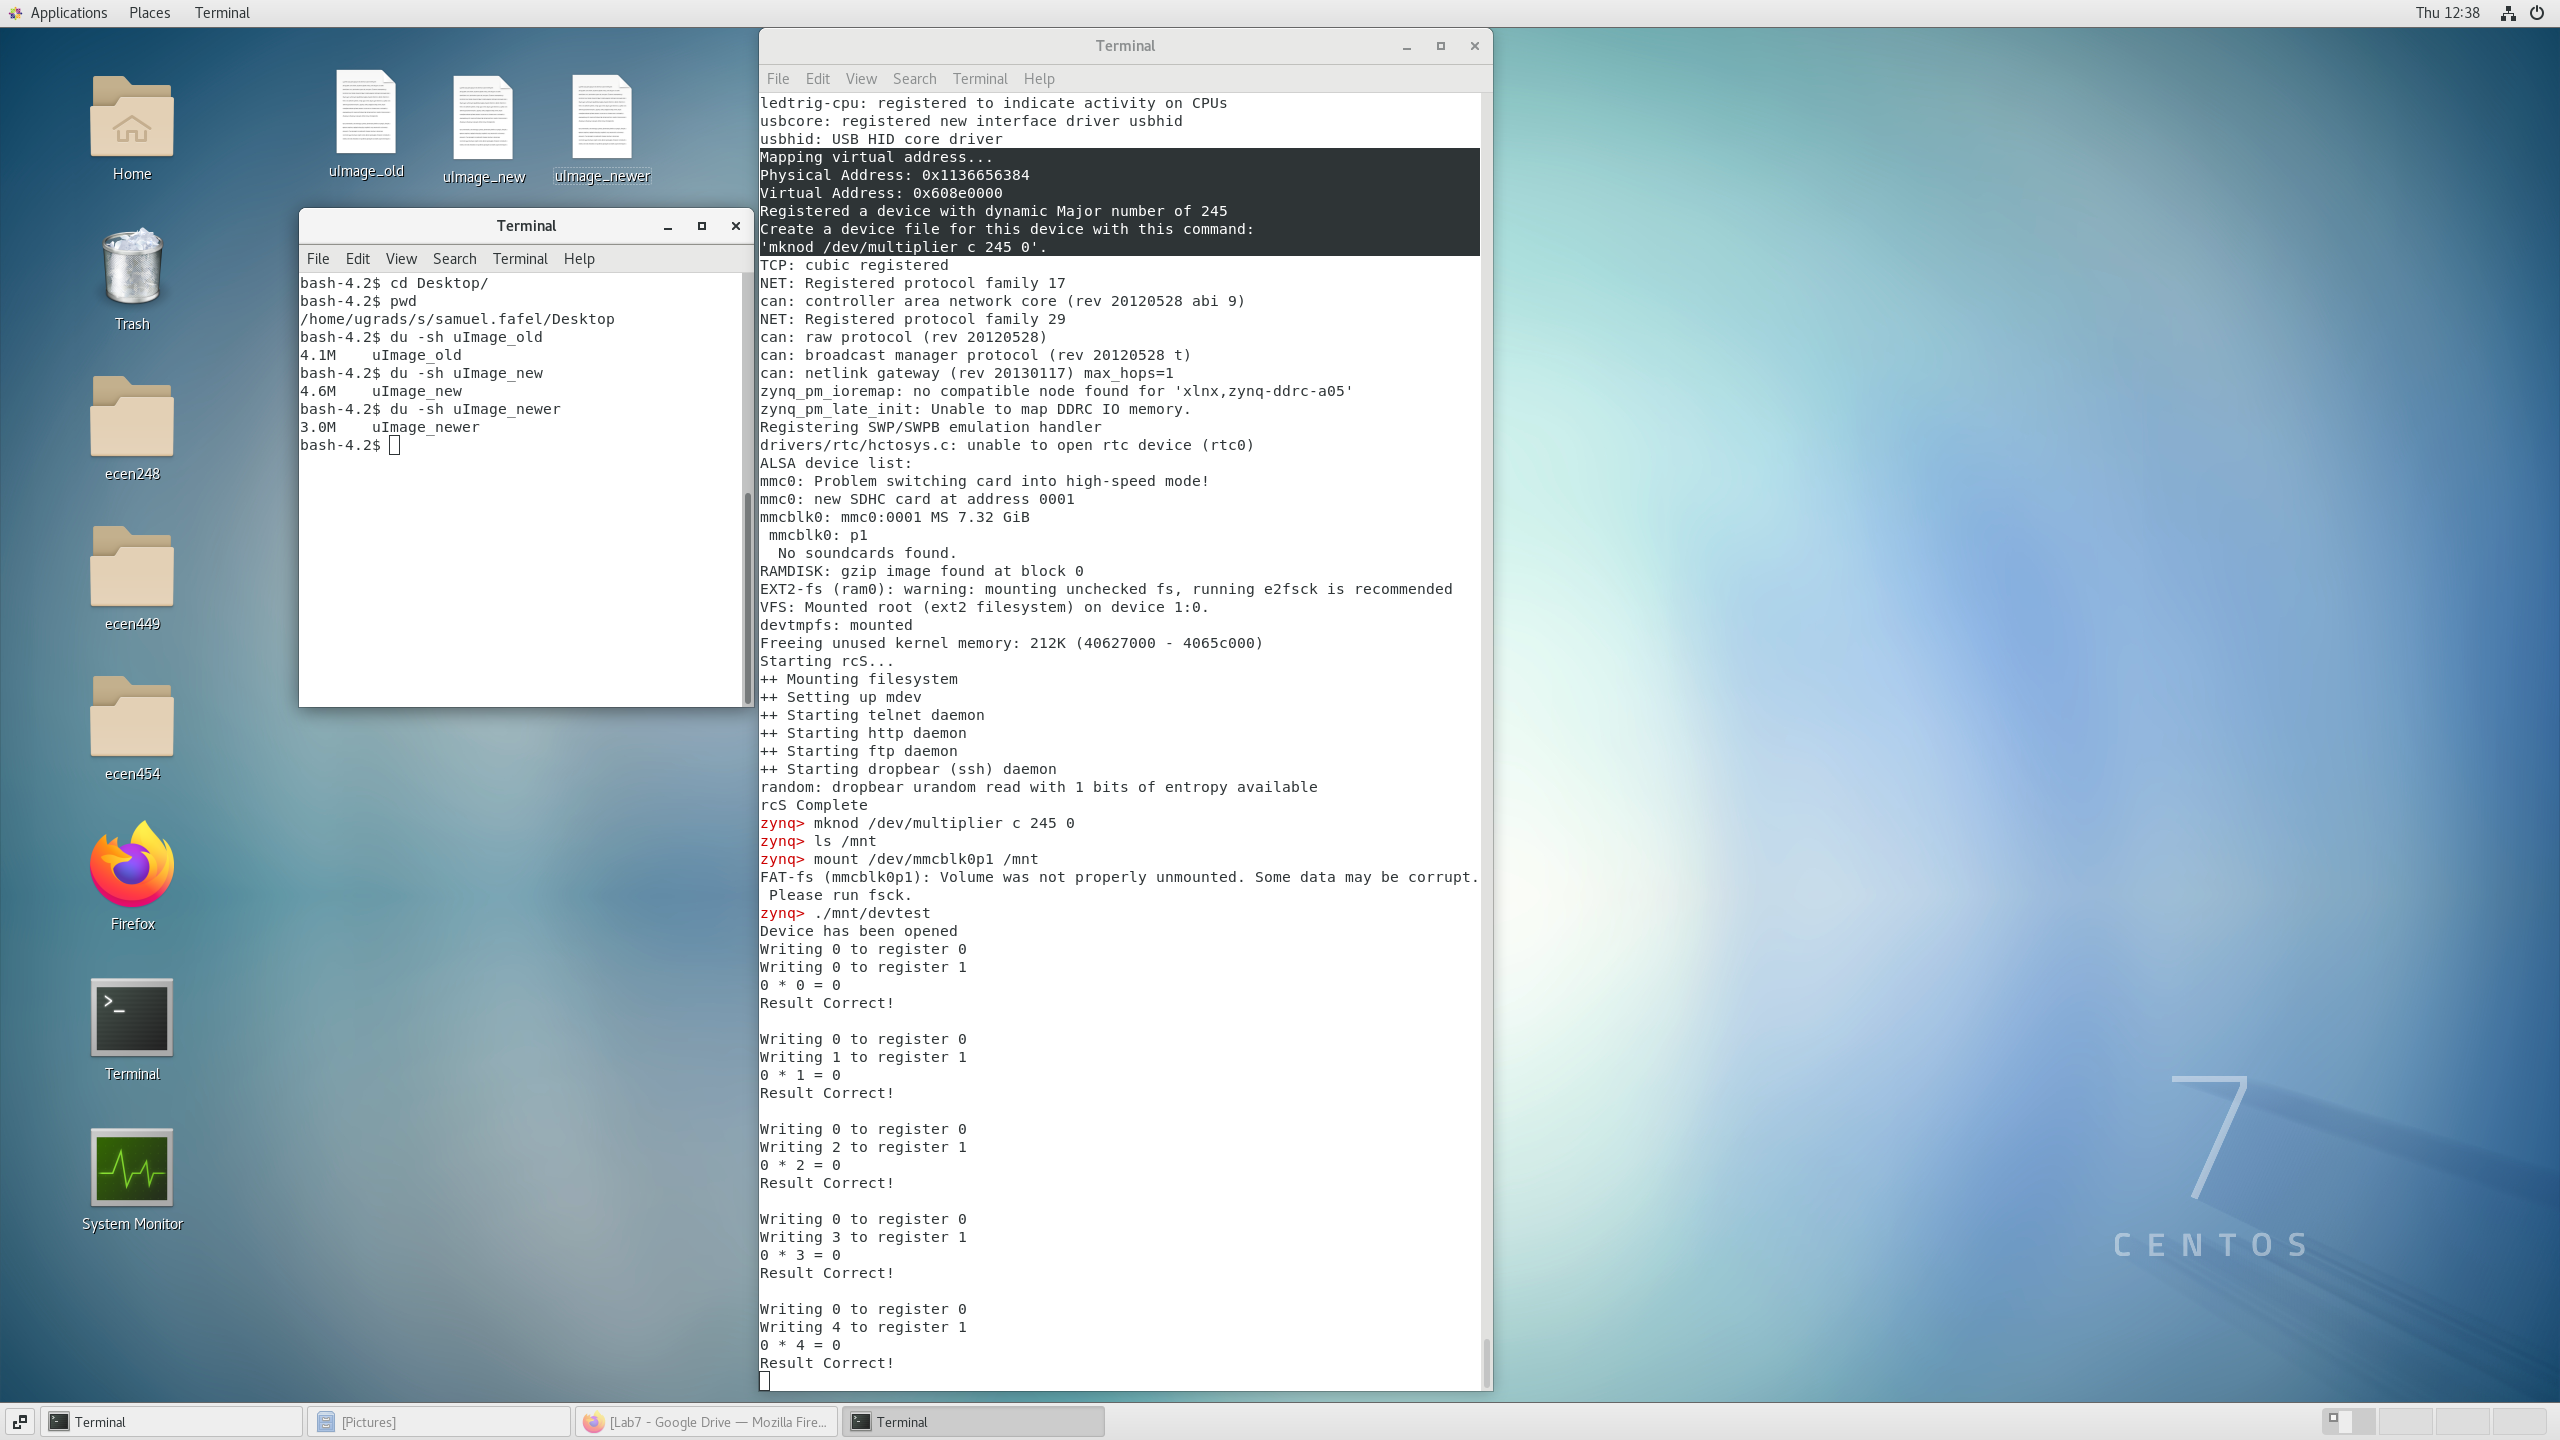 Applications Places Terminal
Thu 12:38
Home
Trash
ecen248
ecen449
ecen454
Firefox
Terminal
System Monitor
uImage_old
uImage_new
uImage_newer
Terminal
File Edit View Search Terminal Help
bash-4.2$ cd Desktop/
bash-4.2$ pwd
/home/ugrads/s/samuel.fafel/Desktop
bash-4.2$ du -sh uImage_old
4.1M    uImage_old
bash-4.2$ du -sh uImage_new
4.6M    uImage_new
bash-4.2$ du -sh uImage_newer
3.0M    uImage_newer
bash-4.2$
Terminal
File Edit View Search Terminal Help
ledtrig-cpu: registered to indicate activity on CPUs
usbcore: registered new interface driver usbhid
usbhid: USB HID core driver
Mapping virtual address...
Physical Address: 0x1136656384
Virtual Address: 0x608e0000
Registered a device with dynamic Major number of 245
Create a device file for this device with this command:
'mknod /dev/multiplier c 245 0'.
TCP: cubic registered
NET: Registered protocol family 17
can: controller area network core (rev 20120528 abi 9)
NET: Registered protocol family 29
can: raw protocol (rev 20120528)
can: broadcast manager protocol (rev 20120528 t)
can: netlink gateway (rev 20130117) max_hops=1
zynq_pm_ioremap: no compatible node found for 'xlnx,zynq-ddrc-a05'
zynq_pm_late_init: Unable to map DDRC IO memory.
Registering SWP/SWPB emulation handler
drivers/rtc/hctosys.c: unable to open rtc device (rtc0)
ALSA device list:
mmc0: Problem switching card into high-speed mode!
mmc0: new SDHC card at address 0001
mmcblk0: mmc0:0001 MS 7.32 GiB
 mmcblk0: p1
  No soundcards found.
RAMDISK: gzip image found at block 0
EXT2-fs (ram0): warning: mounting unchecked fs, running e2fsck is recommended
VFS: Mounted root (ext2 filesystem) on device 1:0.
devtmpfs: mounted
Freeing unused kernel memory: 212K (40627000 - 4065c000)
Starting rcS...
++ Mounting filesystem
++ Setting up mdev
++ Starting telnet daemon
++ Starting http daemon
++ Starting ftp daemon
++ Starting dropbear (ssh) daemon
random: dropbear urandom read with 1 bits of entropy available
rcS Complete
zynq> mknod /dev/multiplier c 245 0
zynq> ls /mnt
zynq> mount /dev/mmcblk0p1 /mnt
FAT-fs (mmcblk0p1): Volume was not properly unmounted. Some data may be corrupt.
 Please run fsck.
zynq> ./mnt/devtest
Device has been opened
Writing 0 to register 0
Writing 0 to register 1
0 * 0 = 0
Result Correct!
Writing 0 to register 0
Writing 1 to register 1
0 * 1 = 0
Result Correct!
Writing 0 to register 0
Writing 2 to register 1
0 * 2 = 0
Result Correct!
Writing 0 to register 0
Writing 3 to register 1
0 * 3 = 0
Result Correct!
Writing 0 to register 0
Writing 4 to register 1
0 * 4 = 0
Result Correct!
7
CENTOS
Terminal
[Pictures]
[Lab7 - Google Drive — Mozilla Fire...
Terminal